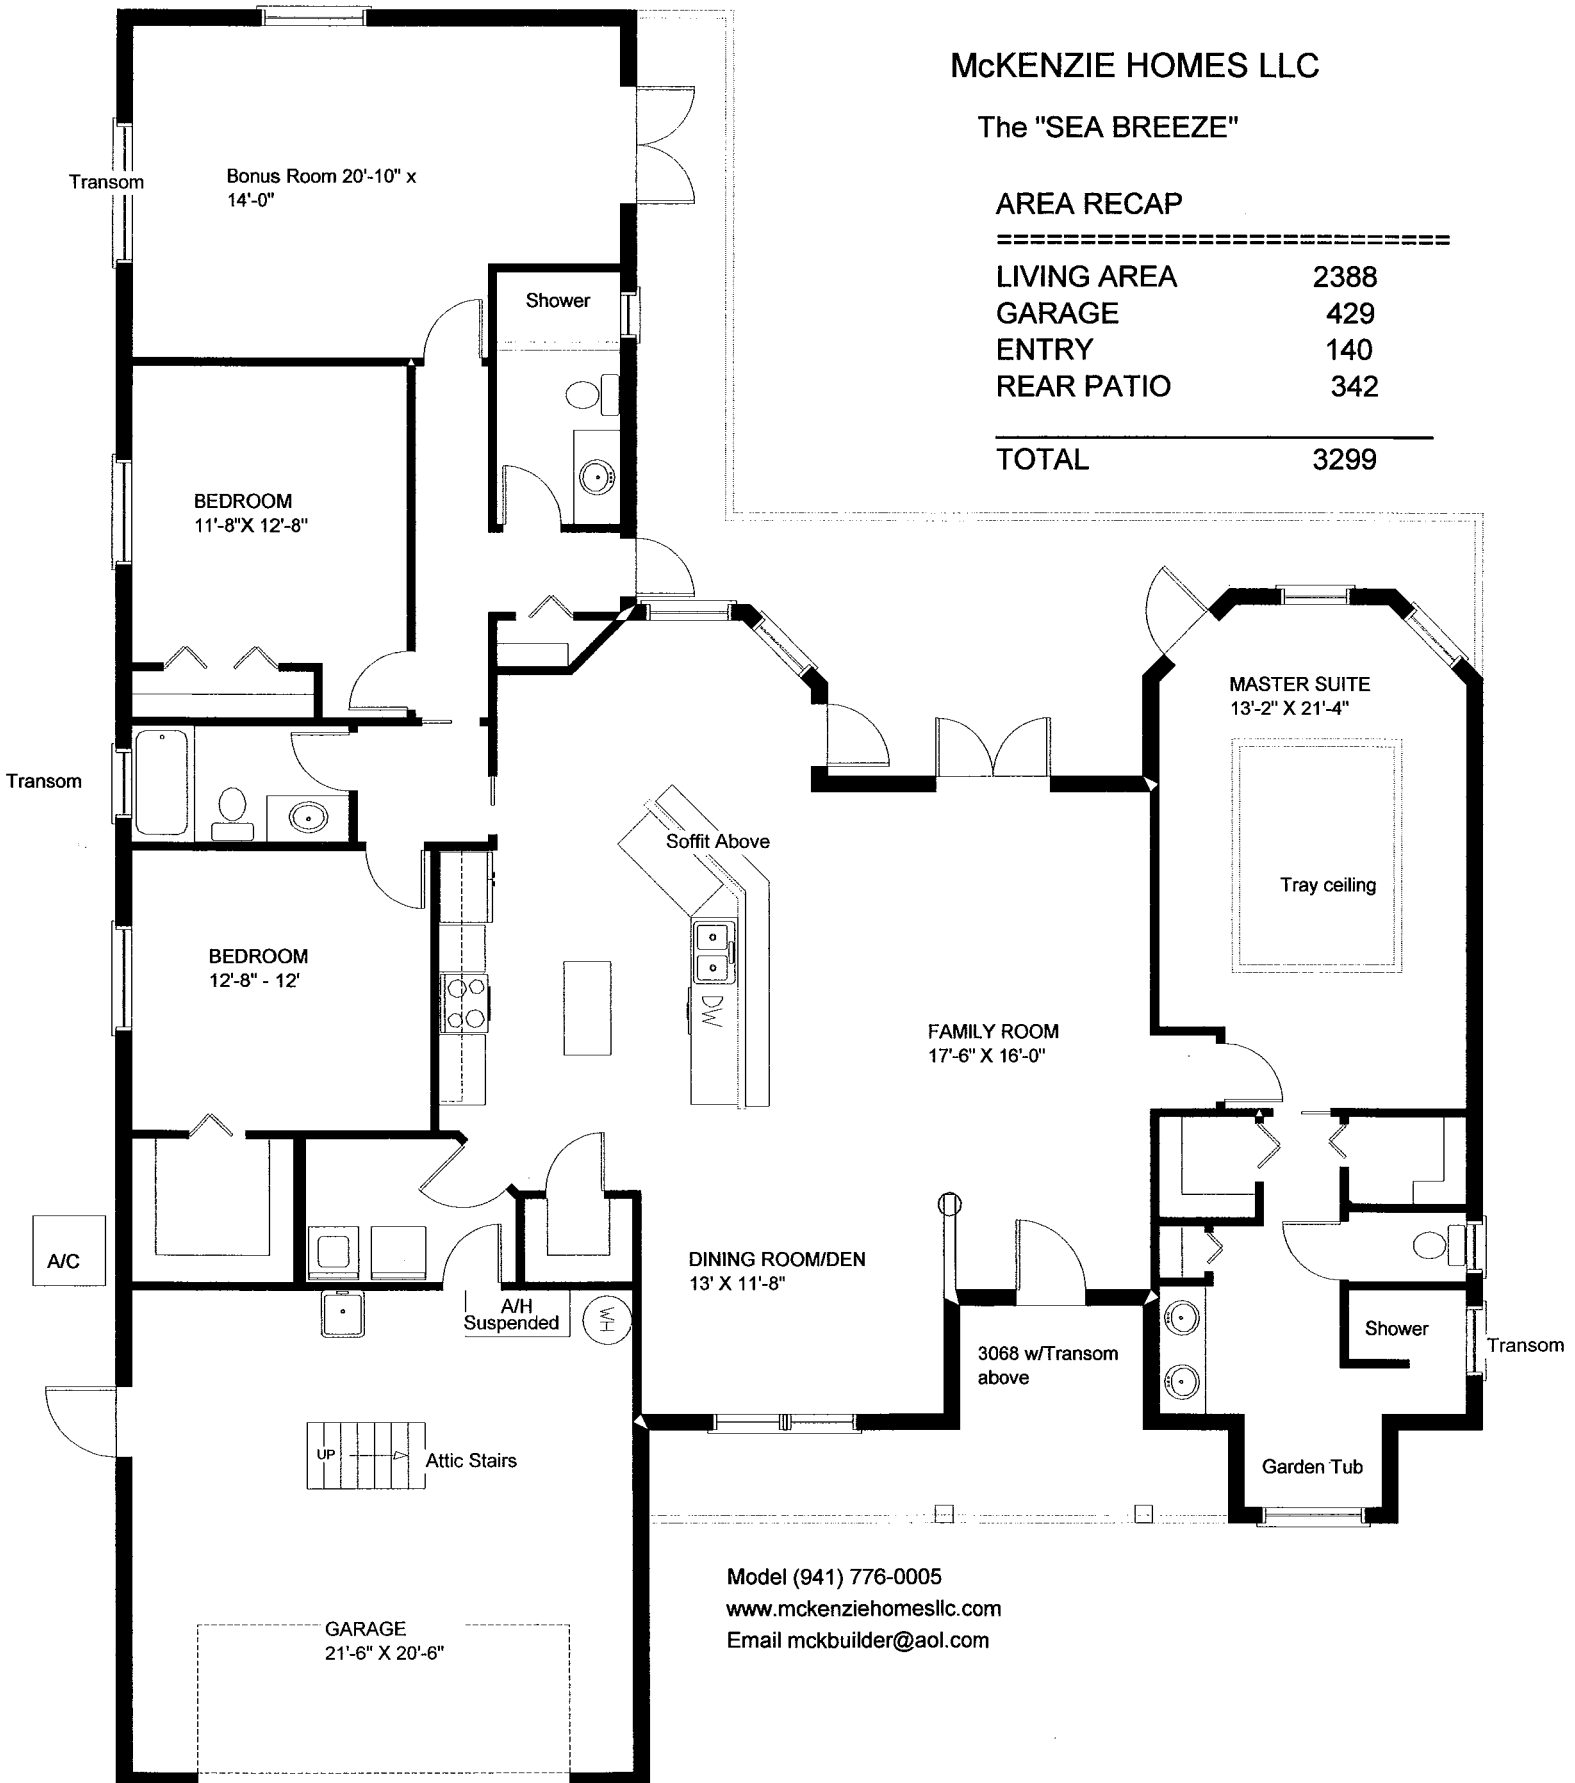 McKENZIE HOMES LLC
The "SEA BREEZE"
AREA RECAP
===========================
LIVING AREA 2388
GARAGE 429
ENTRY 140
REAR PATIO 342
TOTAL 3299
Transom
Bonus Room 20'-10" x
14'-0"
Shower
BEDROOM
11'-8"X 12'-8"
MASTER SUITE
13'-2" X 21'-4"
Transom
Soffit Above
Tray ceiling
BEDROOM
12'-8" - 12'
DW
FAMILY ROOM
17'-6" X 16'-0"
A/C
DINING ROOM/DEN
13' X 11'-8"
A/H
Suspended
WH
3068 w/Transom
above
Shower
Transom
UP
Attic Stairs
Garden Tub
GARAGE
21'-6" X 20'-6"
Model (941) 776-0005
www.mckenziehomesllc.com
Email mckbuilder@aol.com